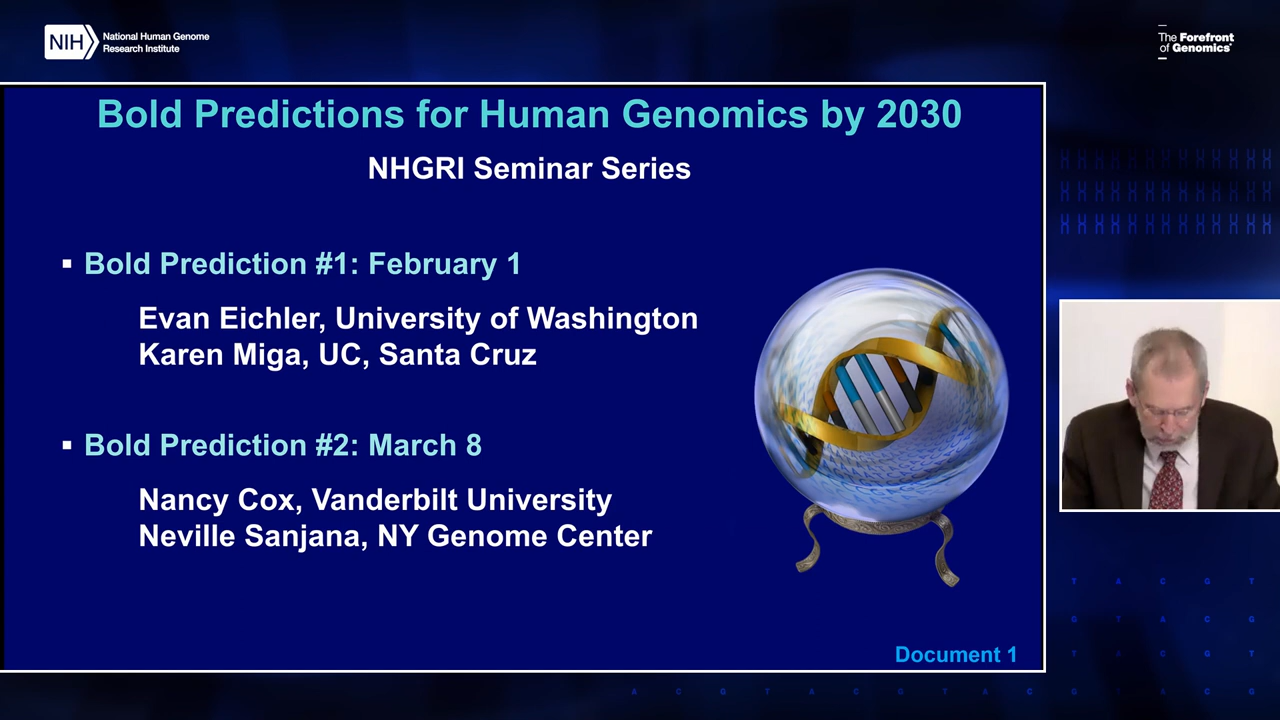 NIH
National Human Genome
Research Institute
The Forefront
of Genomics®
Bold Predictions for Human Genomics by 2030
NHGRI Seminar Series
▪ Bold Prediction #1: February 1
Evan Eichler, University of Washington
Karen Miga, UC, Santa Cruz
▪ Bold Prediction #2: March 8
Nancy Cox, Vanderbilt University
Neville Sanjana, NY Genome Center
Document 1
T A C G T
G T A C G
T A C G T
A C G T A C G T A C G T A C G